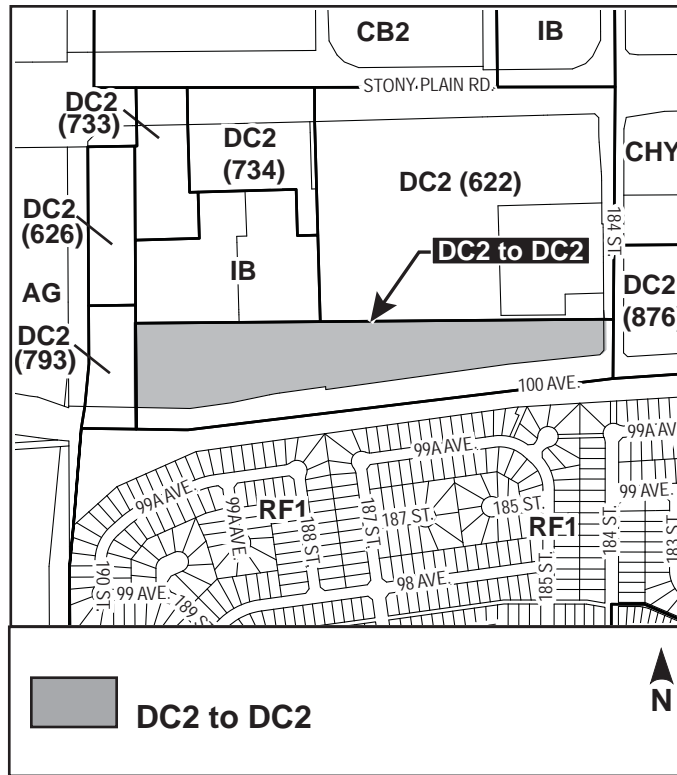 CB2
IB
STONY PLAIN RD.
DC2
(733)
DC2
(734)
DC2 (622)
CHY
DC2
(626)
184 ST.
DC2 to DC2
IB
AG
DC2
(876)
DC2
(793)
100 AVE.
99A AVE.
99A AV
99A AVE.
99A AVE.
RF1
188 ST.
187 ST.
187 ST.
185 ST.
RF1
184 ST.
99 AVE.
183 ST.
98 AVE.
185 ST.
190 ST.
99 AVE.
189 S
DC2 to DC2
N